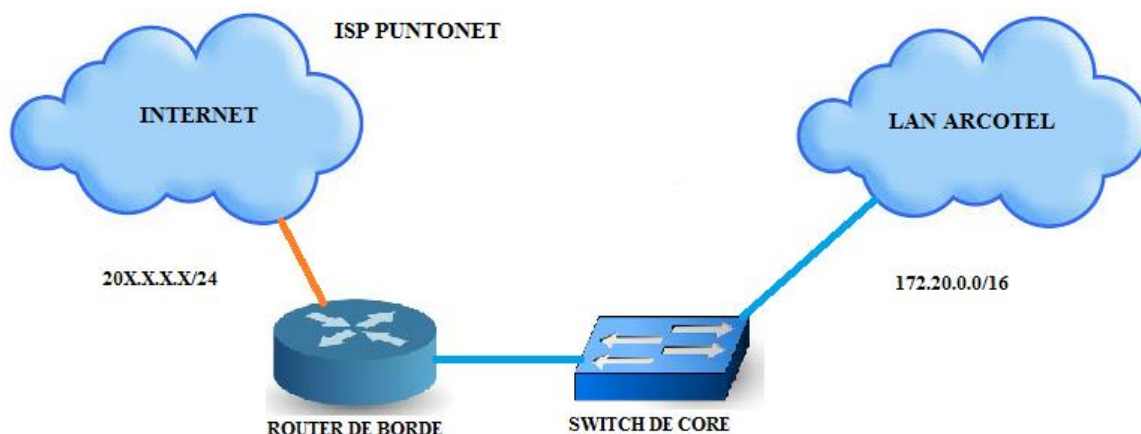 ISP PUNTONET
INTERNET
LAN ARCOTEL
20X.X.X.X/24
172.20.0.0/16
ROUTER DE BORDE
SWITCH DE CORE